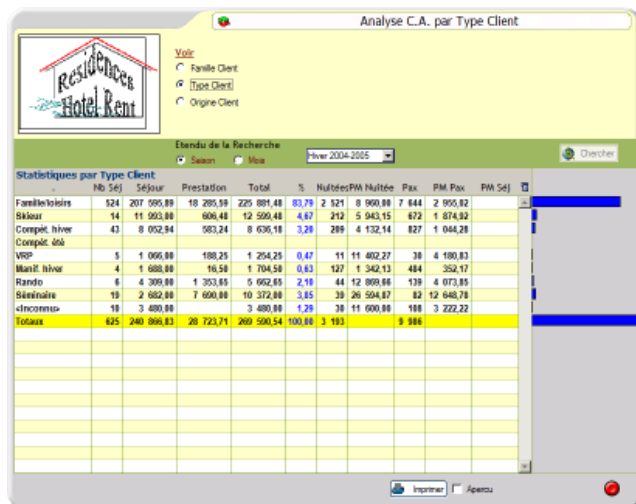 Analyse C.A. par Type Client
Residences
Hotel Rent
Voir
Famille Client
Type Client
Origine Client
Etendu de la Recherche
Saison Mois Hiver 2004-2005 Chercher
Statistiques par Type Client
Nb Séj Séjour Prestation Total % Nuitées PM Nuitée Pax PM Pax PM Séj
Famille/loisirs 524 207 595,89 18 285,59 225 881,48 83,79 2 521 8 960,00 7 644 2 955,02
Skieur 14 11 993,00 606,48 12 599,48 4,67 212 5 943,15 672 1 874,92
Compét. hiver 43 8 052,94 583,24 8 636,18 3,20 209 4 132,14 827 1 044,28
Compét. été
VRP 5 1 066,00 188,25 1 254,25 0,47 11 11 402,27 30 4 180,83
Manif. hiver 4 1 688,00 16,50 1 704,50 0,63 127 1 342,13 484 352,17
Rando 6 4 309,00 1 353,65 5 662,65 2,10 44 12 869,66 139 4 073,85
Séminaire 19 2 682,00 7 690,00 10 372,00 3,85 39 26 594,87 82 12 648,78
<Inconnu> 10 3 480,00 3 480,00 1,29 30 11 600,00 108 3 222,22
Totaux 625 240 866,83 28 723,71 269 590,54 100,00 3 193 9 986
Imprimer Apercu